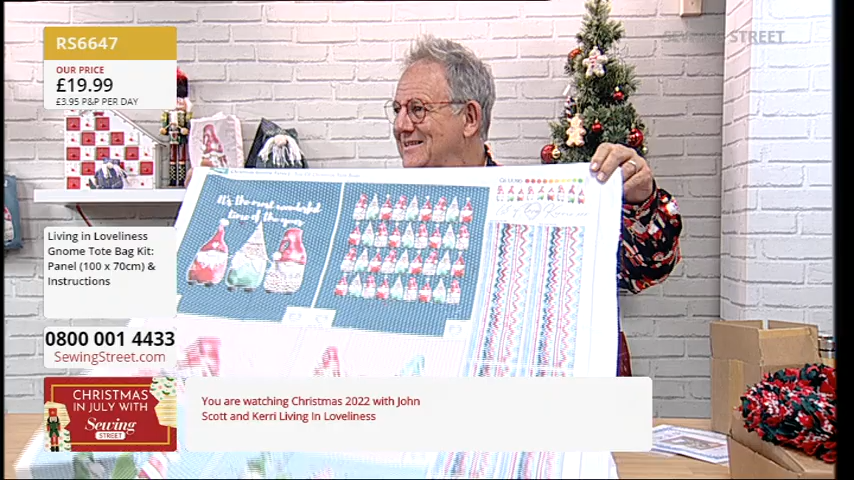 RS6647
OUR PRICE
£19.99
£3.95 P&P PER DAY
SEWING STREET
It's the most wonderful
time of the
Living in Loveliness
Gnome Tote Bag Kit:
Panel (100 x 70cm) &
Instructions
0800 001 4433
SewingStreet.com
CHRISTMAS
IN JULY WITH
Sewing
STREET
You are watching Christmas 2022 with John
Scott and Kerri Living In Loveliness